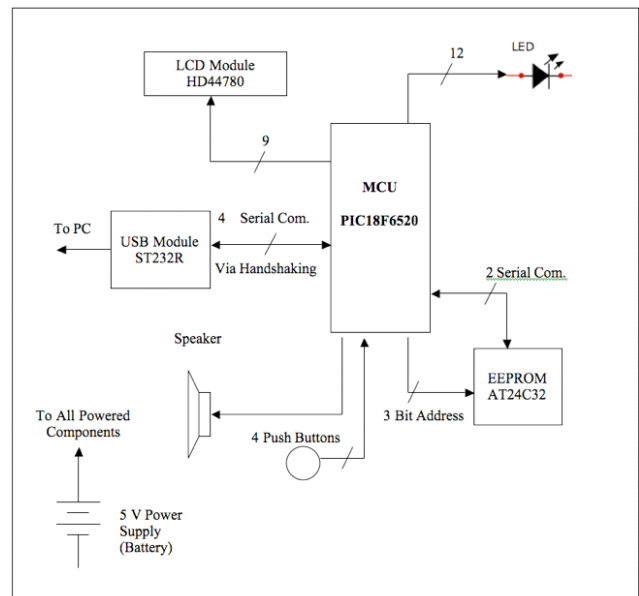 LED
12
LCD Module
HD44780
9
MCU
PIC18F6520
4 Serial Com.
To PC
USB Module
ST232R
Via Handshaking
2 Serial Com.
Speaker
EEPROM
AT24C32
3 Bit Address
To All Powered
Components
4 Push Buttons
5 V Power
Supply
(Battery)